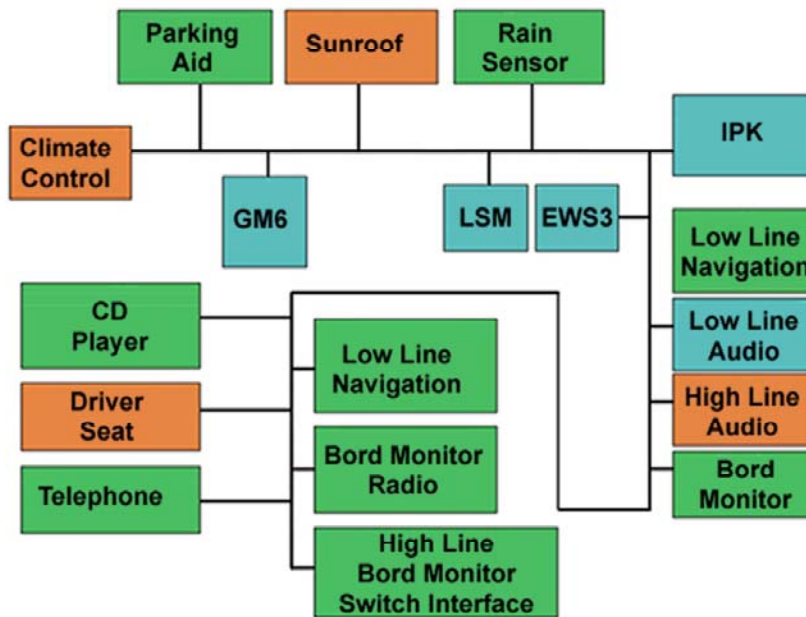 Parking
Aid
Sunroof
Rain
Sensor
IPK
Climate
Control
GM6
LSM
EWS3
Low Line
Navigation
CD
Player
Low Line
Navigation
Low Line
Audio
Driver
Seat
High Line
Audio
Telephone
Bord Monitor
Radio
Bord
Monitor
High Line
Bord Monitor
Switch Interface